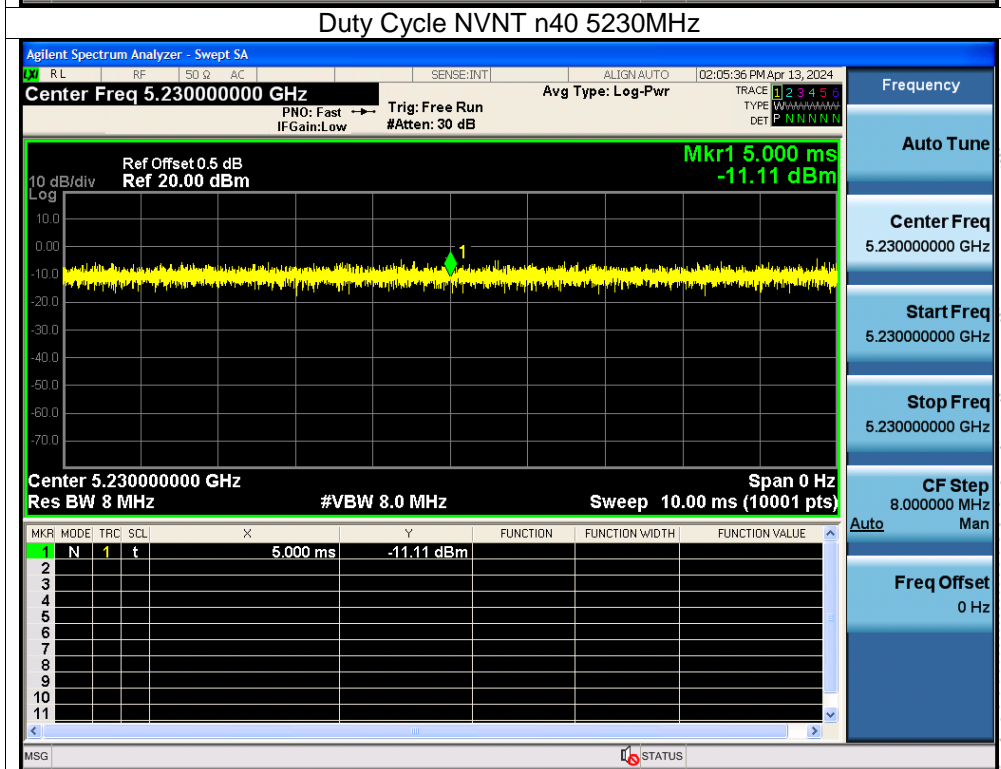 Duty Cycle NVNT n40 5230MHz
Agilent Spectrum Analyzer - Swept SA
LXI RL RF 50 Ω AC SENSE:INT ALIGN AUTO 02:05:36 PM Apr 13, 2024
Center Freq 5.230000000 GHz Avg Type: Log-Pwr TRACE 1 2 3 4 5 6
PNO: Fast Trig: Free Run TYPE WWWWWW
IFGain:Low #Atten: 30 dB DET P N N N N N
Mkr1 5.000 ms
Ref Offset 0.5 dB
10 dB/div Ref 20.00 dBm -11.11 dBm
Log
10.0
0.00
1
-10.0
-20.0
-30.0
-40.0
-50.0
-60.0
-70.0
Center 5.230000000 GHz Span 0 Hz
Res BW 8 MHz #VBW 8.0 MHz Sweep 10.00 ms (10001 pts)
MKR MODE TRC SCL X Y FUNCTION FUNCTION WIDTH FUNCTION VALUE
1 N 1 t 5.000 ms -11.11 dBm
2
3
4
5
6
7
8
9
10
11
MSG STATUS
Frequency
Auto Tune
Center Freq
5.230000000 GHz
Start Freq
5.230000000 GHz
Stop Freq
5.230000000 GHz
CF Step
8.000000 MHz
Auto Man
Freq Offset
0 Hz